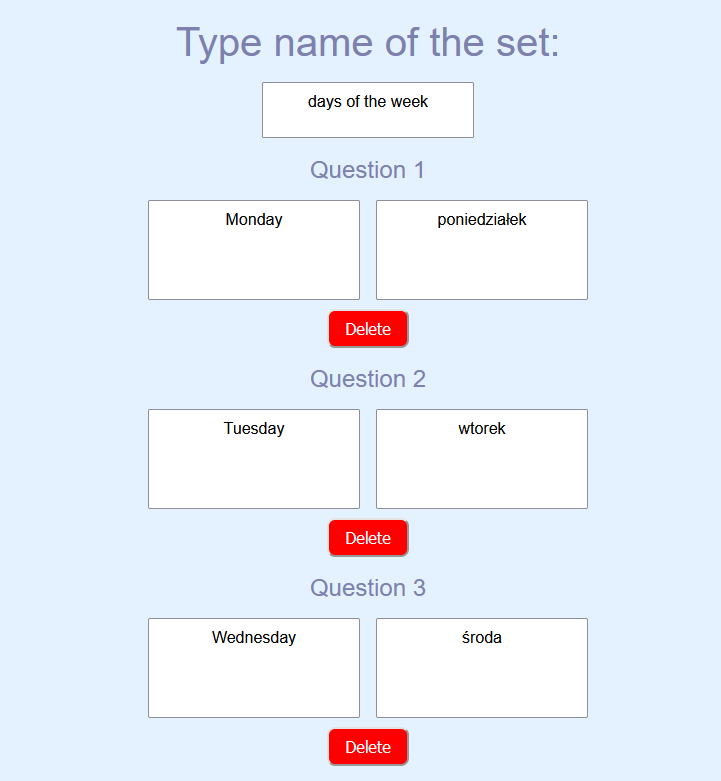 Type name of the set:
days of the week
Question 1
Monday
poniedziałek
Delete
Question 2
Tuesday
wtorek
Delete
Question 3
Wednesday
środa
Delete